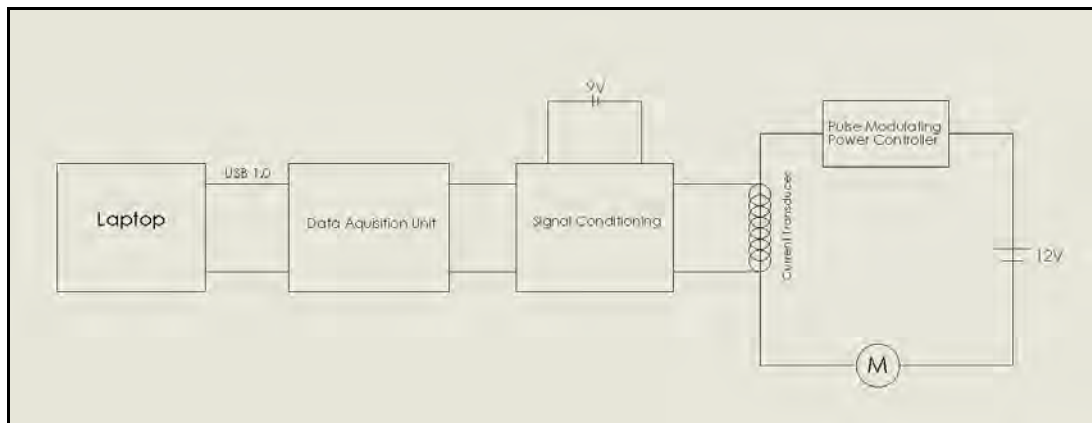 9V
Pulse Modulating
Power Controller
USB 1.0
Laptop
Data Aquisition Unit
Signal Conditioning
Current Transducer
12V
M